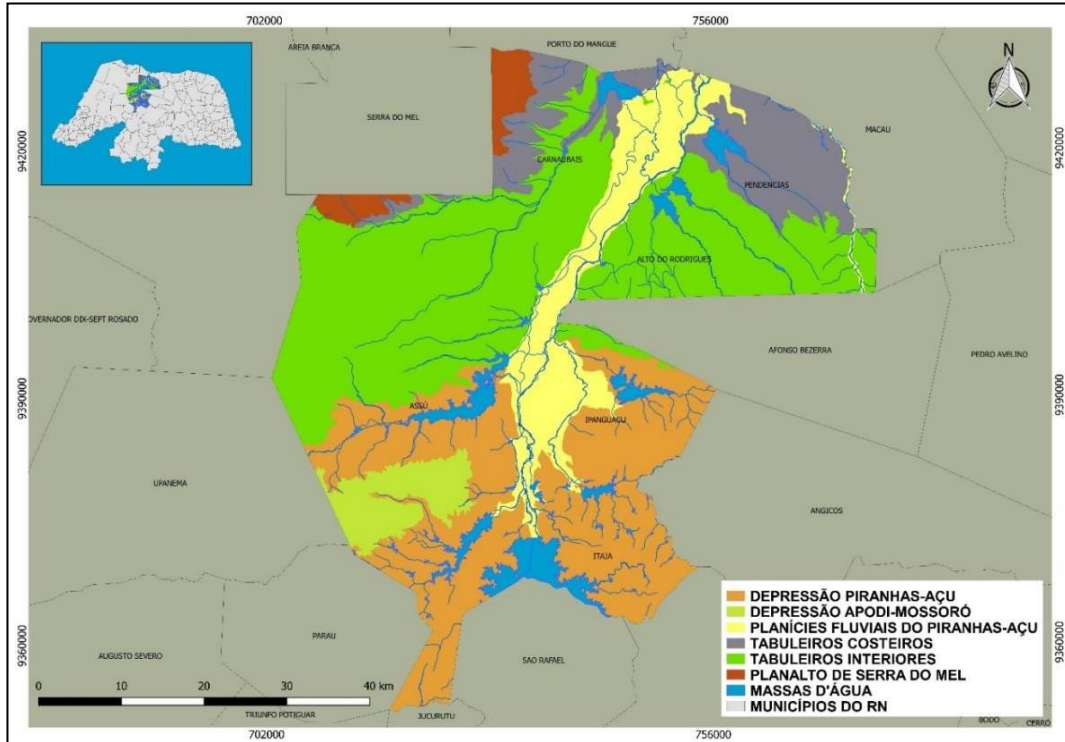 702000
756000
AREIA BRANCA
PORTO DO MANGUE
N
SERRA DO MEL
MACAU
9420000
9420000
CARNAUBAIS
PENDENCIAS
ALTO DO RODRIGUES
OVERNADOR DIX-SEPT ROSADO
AFONSO BEZERRA
PEDRO AVELINO
9390000
9390000
ASSÚ
IPANGUAÇU
UPANEMA
ANGICOS
ITAJA
DEPRESSÃO PIRANHAS-AÇU
DEPRESSÃO APODI-MOSSORÓ
PLANÍCIES FLUVIAIS DO PIRANHAS-AÇU
TABULEIROS COSTEIROS
TABULEIROS INTERIORES
PLANALTO DE SERRA DO MEL
MASSAS D'ÁGUA
MUNICÍPIOS DO RN
PARAU
AUGUSTO SEVERO
SAO RAFAEL
9360000
9360000
0 10 20 30 40 km
TRIUNFO POTIGUAR
JUCURUTU
BODO
CERRO
702000
756000